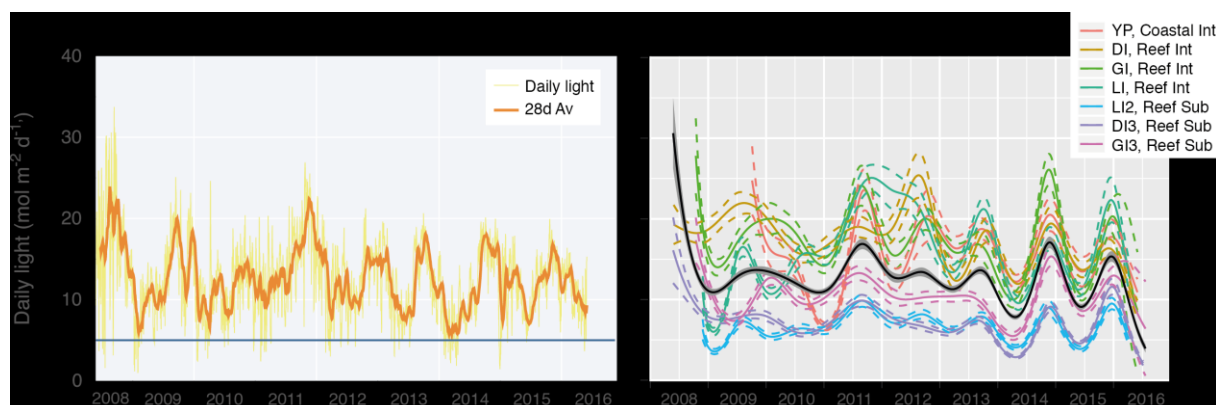 YP, Coastal Int
DI, Reef Int
GI, Reef Int
LI, Reef Int
LI2, Reef Sub
DI3, Reef Sub
GI3, Reef Sub
Daily light
28d Av
Daily light (mol m⁻² d⁻¹·)
40
30
20
10
0
2008 2009 2010 2011 2012 2013 2014 2015 2016
2008 2009 2010 2011 2012 2013 2014 2015 2016